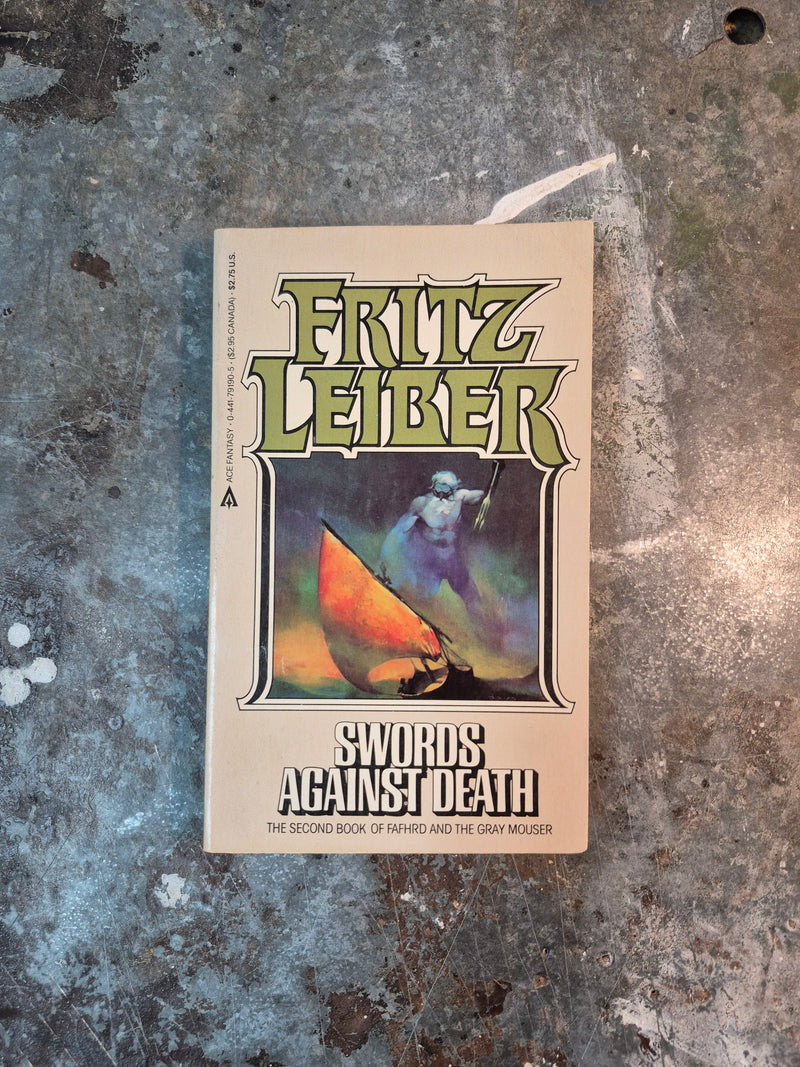 ACE FANTASY · 0-441-79190-5 · ($2.95 CANADA) · $2.75 U.S.
FRITZ
LEIBER
SWORDS
AGAINST DEATH
THE SECOND BOOK OF FAFHRD AND THE GRAY MOUSER